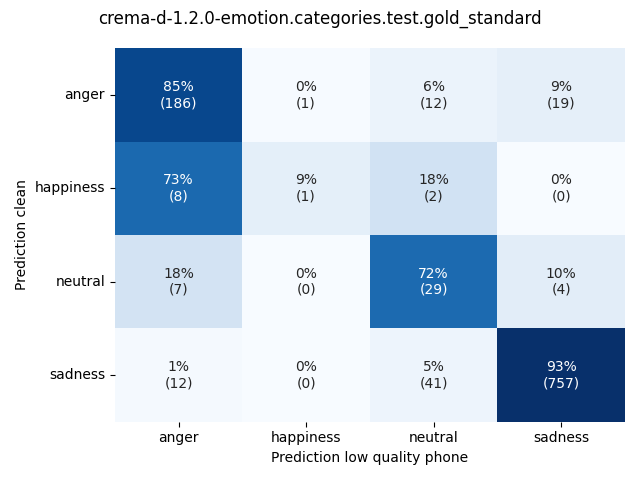 crema-d-1.2.0-emotion.categories.test.gold_standard
anger
85%
(186)
0%
(1)
6%
(12)
9%
(19)
happiness
73%
(8)
9%
(1)
18%
(2)
0%
(0)
neutral
18%
(7)
0%
(0)
72%
(29)
10%
(4)
sadness
1%
(12)
0%
(0)
5%
(41)
93%
(757)
Prediction clean
anger
happiness
neutral
sadness
Prediction low quality phone